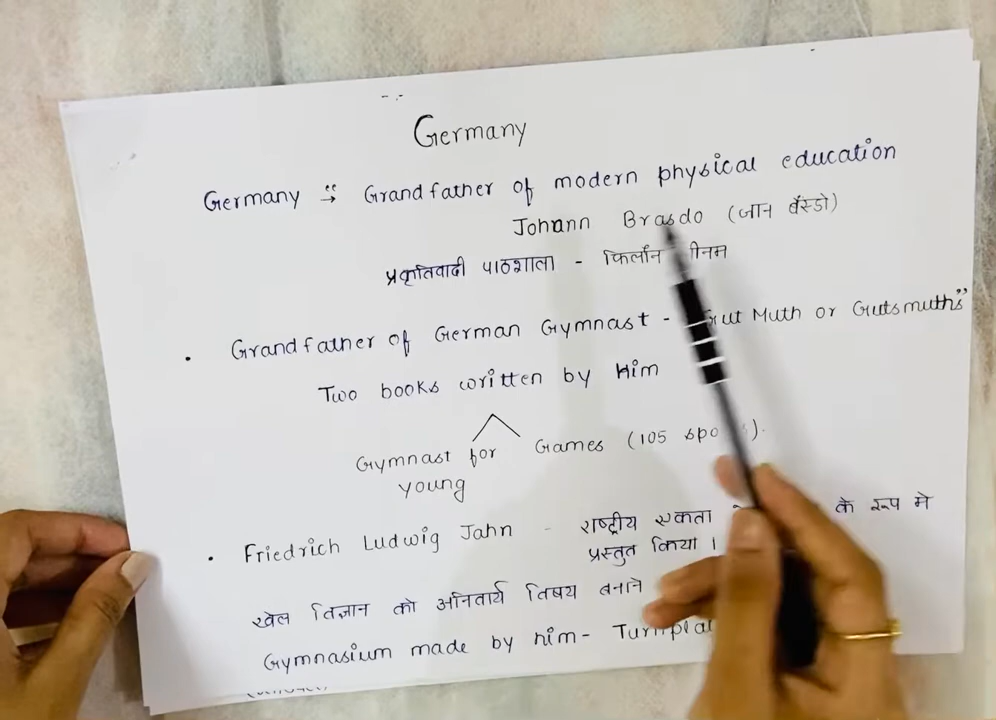 Germany
Germany :→ Grandfather of modern physical education
Johann Brasdo (जान बॅस्डो)
प्रकृतिवादी पाठशाला - फिर्लॉन
• Grandfather of German Gymnast - Gut Muth or Gutsmuths"
Two books written by Him
Gymnast for Games (105
young
• Friedrich Ludwig Jahn - राष्ट्रीय एकता के रूप मे
प्रस्तुत किया ।
खेल विज्ञान को अनिवार्य विषय बनाने
Gymnasium made by him-